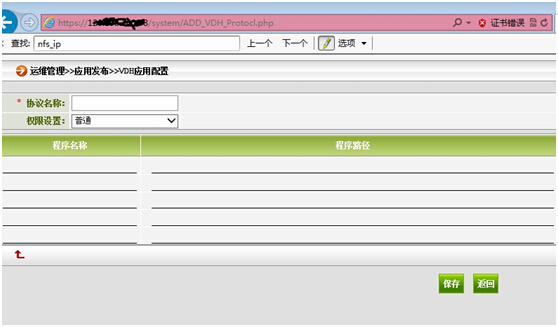 https://1 8/system/ADD_VDH_Protocl.php 证书错误
查找: nfs_ip 上一个 下一个 选项
运维管理>>应用发布>>VDH应用配置
* 协议名称:
权限设置: 普通
程序名称 程序路径
保存 返回